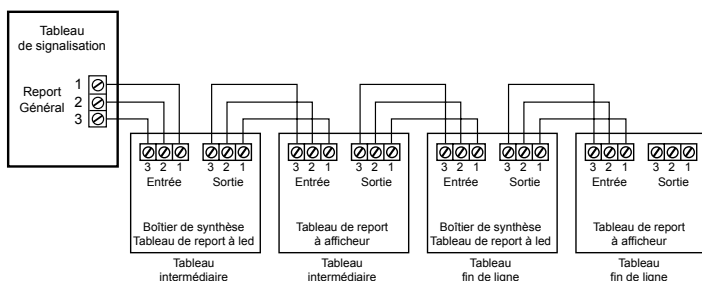 Tableau
de signalisation
Report
Général
1
2
3
3 2 1
Entrée
3 2 1
Sortie
Boîtier de synthèse
Tableau de report à led
Tableau
intermédiaire
3 2 1
Entrée
3 2 1
Sortie
Tableau de report
à afficheur
Tableau
intermédiaire
3 2 1
Entrée
3 2 1
Sortie
Boîtier de synthèse
Tableau de report à led
Tableau
fin de ligne
3 2 1
Entrée
3 2 1
Sortie
Tableau de report
à afficheur
Tableau
fin de ligne